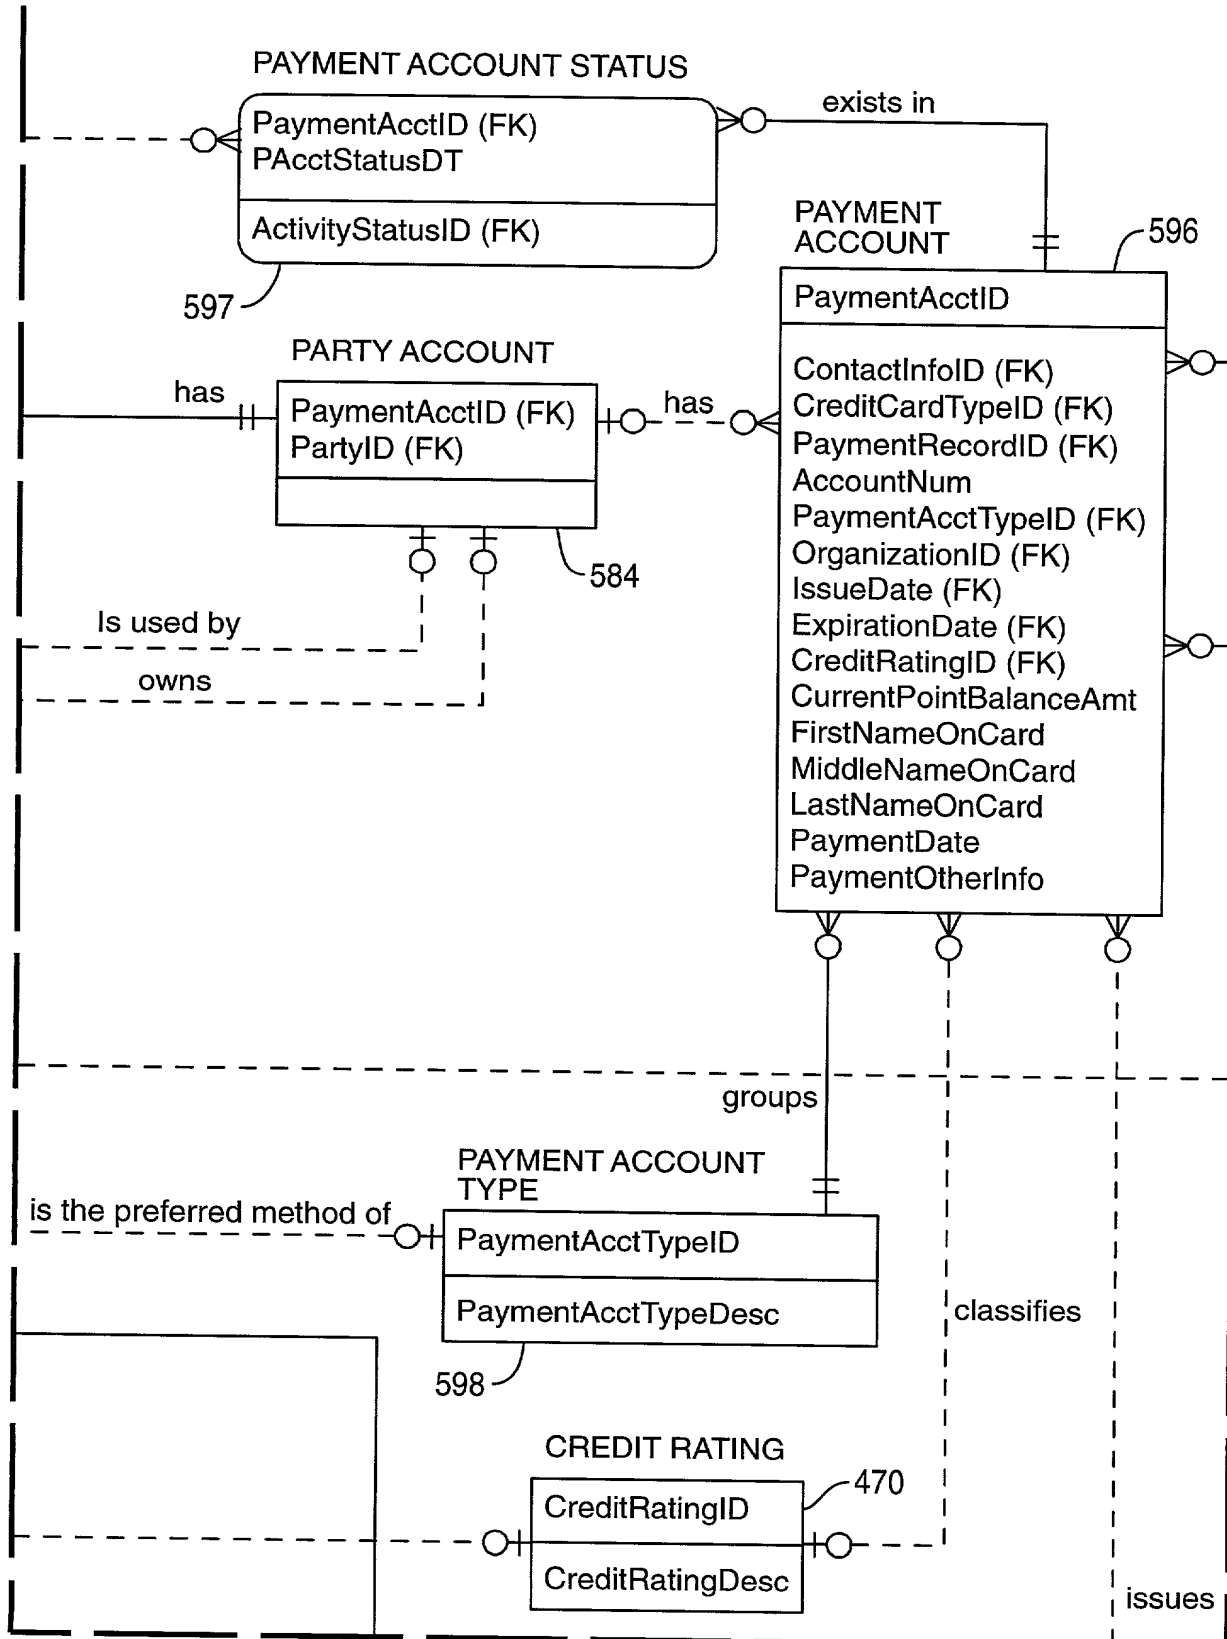 PAYMENT ACCOUNT STATUS
PaymentAcctID (FK)
PAcctStatusDT
ActivityStatusID (FK)
597
exists in
PAYMENT
ACCOUNT
596
PaymentAcctID
ContactInfoID (FK)
CreditCardTypeID (FK)
PaymentRecordID (FK)
AccountNum
PaymentAcctTypeID (FK)
OrganizationID (FK)
IssueDate (FK)
ExpirationDate (FK)
CreditRatingID (FK)
CurrentPointBalanceAmt
FirstNameOnCard
MiddleNameOnCard
LastNameOnCard
PaymentDate
PaymentOtherInfo
PARTY ACCOUNT
has
PaymentAcctID (FK)
PartyID (FK)
has
584
Is used by
owns
groups
PAYMENT ACCOUNT
TYPE
is the preferred method of
PaymentAcctTypeID
PaymentAcctTypeDesc
598
classifies
CREDIT RATING
470
CreditRatingID
CreditRatingDesc
issues